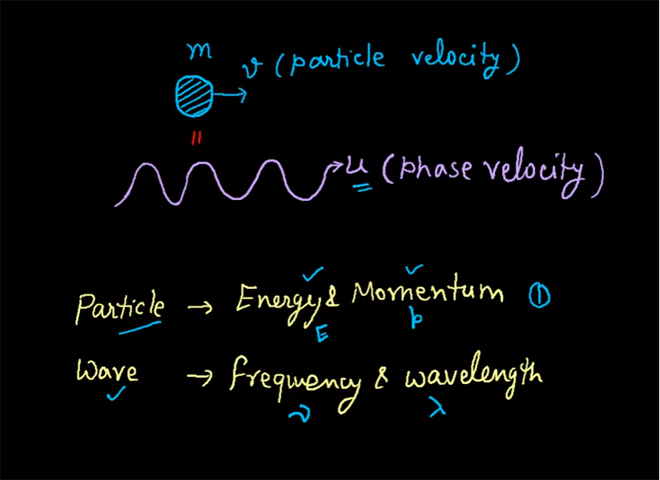 m
v (particle velocity)
=
u (phase velocity)
Particle → Energy & Momentum ①
E p
Wave → frequency & wavelength
ν λ